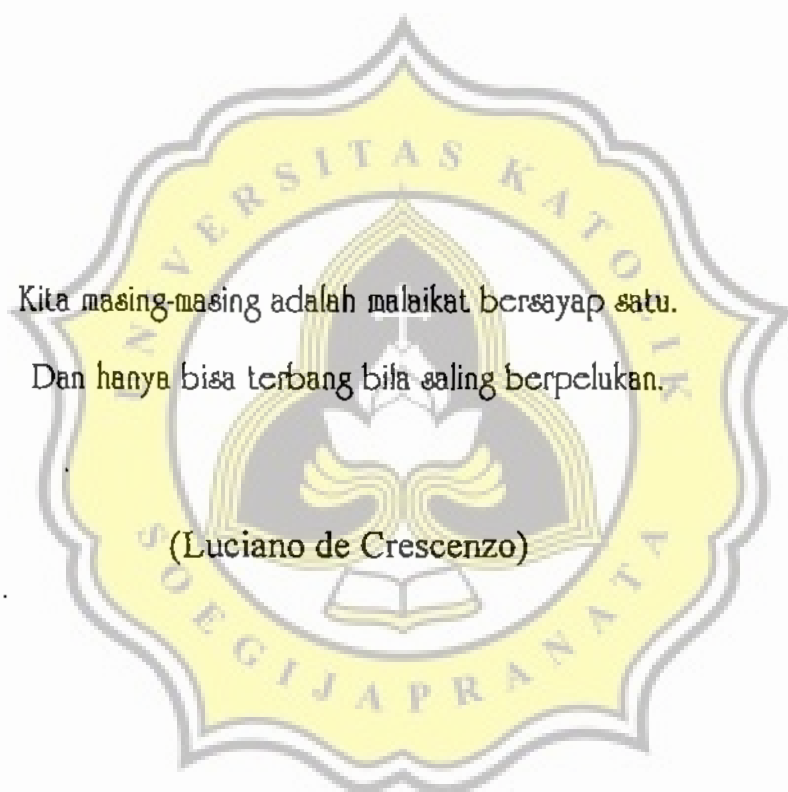 UNIVERSITAS KATOLIK
Kita masing-masing adalah malaikat bersayap satu.
Dan hanya bisa terbang bila saling berpelukan.
(Luciano de Crescenzo)
SOEGIJAPRANATA